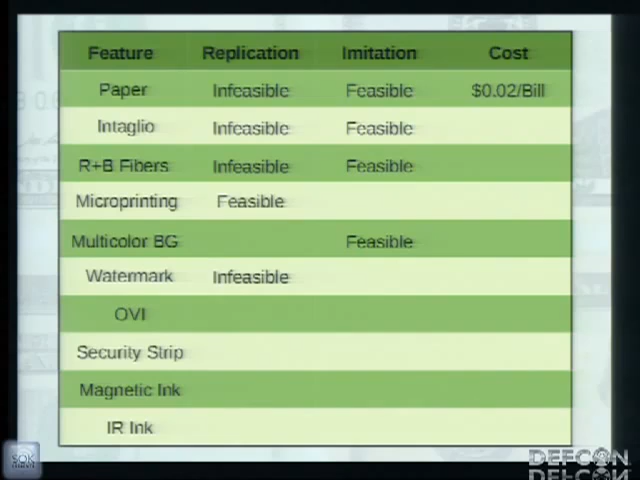 Feature Replication Imitation Cost
Paper Infeasible Feasible $0.02/Bill
Intaglio Infeasible Feasible
R+B Fibers Infeasible Feasible
Microprinting Feasible
Multicolor BG Feasible
Watermark Infeasible
OVI
Security Strip
Magnetic Ink
IR Ink
SOK
DEFCON